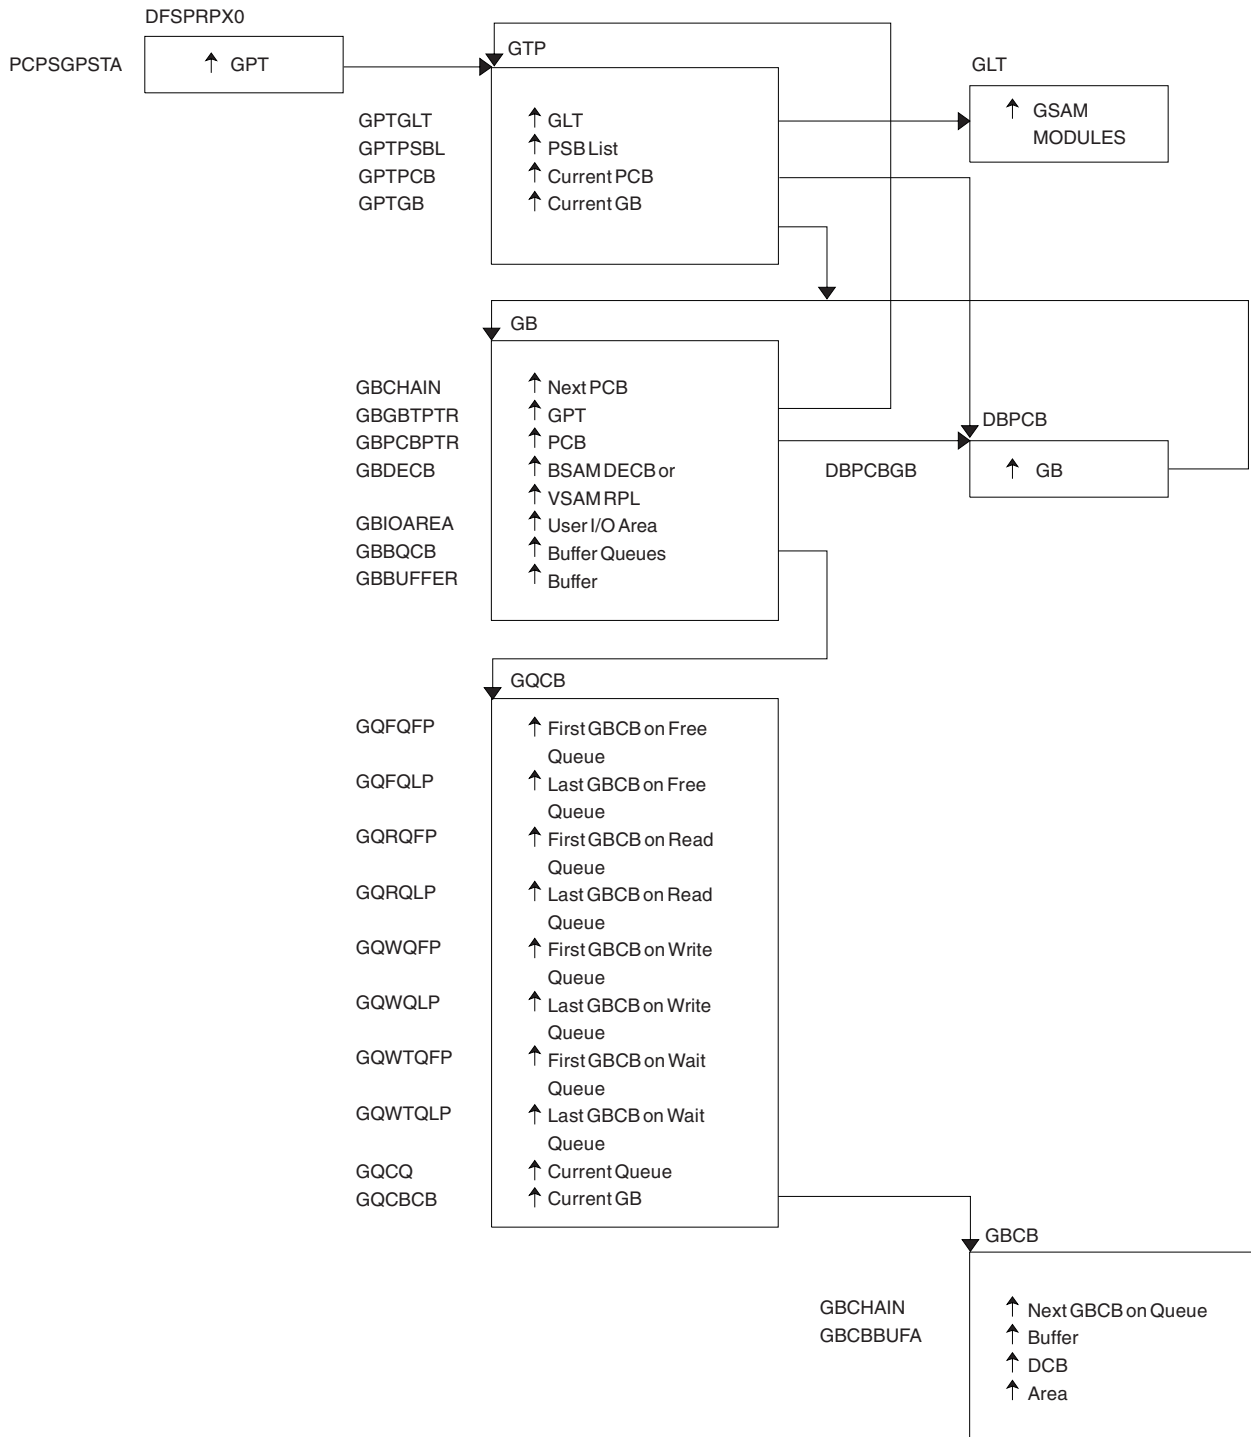 DFSPRPX0
PCPSGPSTA
GPT
GTP
GPTGLT GLT
GPTPSBL PSB List
GPTPCB Current PCB
GPTGB Current GB
GLT
GSAM
MODULES
GB
GBCHAIN Next PCB
GBGBTPTR GPT
GBPCBPTR PCB
GBDECB BSAM DECB or
VSAM RPL
GBIOAREA User I/O Area
GBBQCB Buffer Queues
GBBUFFER Buffer
DBPCB
DBPCBGB GB
GQCB
GQFQFP First GBCB on Free
Queue
GQFQLP Last GBCB on Free
Queue
GQRQFP First GBCB on Read
Queue
GQRQLP Last GBCB on Read
Queue
GQWQFP First GBCB on Write
Queue
GQWQLP Last GBCB on Write
Queue
GQWTQFP First GBCB on Wait
Queue
GQWTQLP Last GBCB on Wait
Queue
GQCQ Current Queue
GQCBCB Current GB
GBCB
GBCHAIN Next GBCB on Queue
GBCBBUFA Buffer
DCB
Area